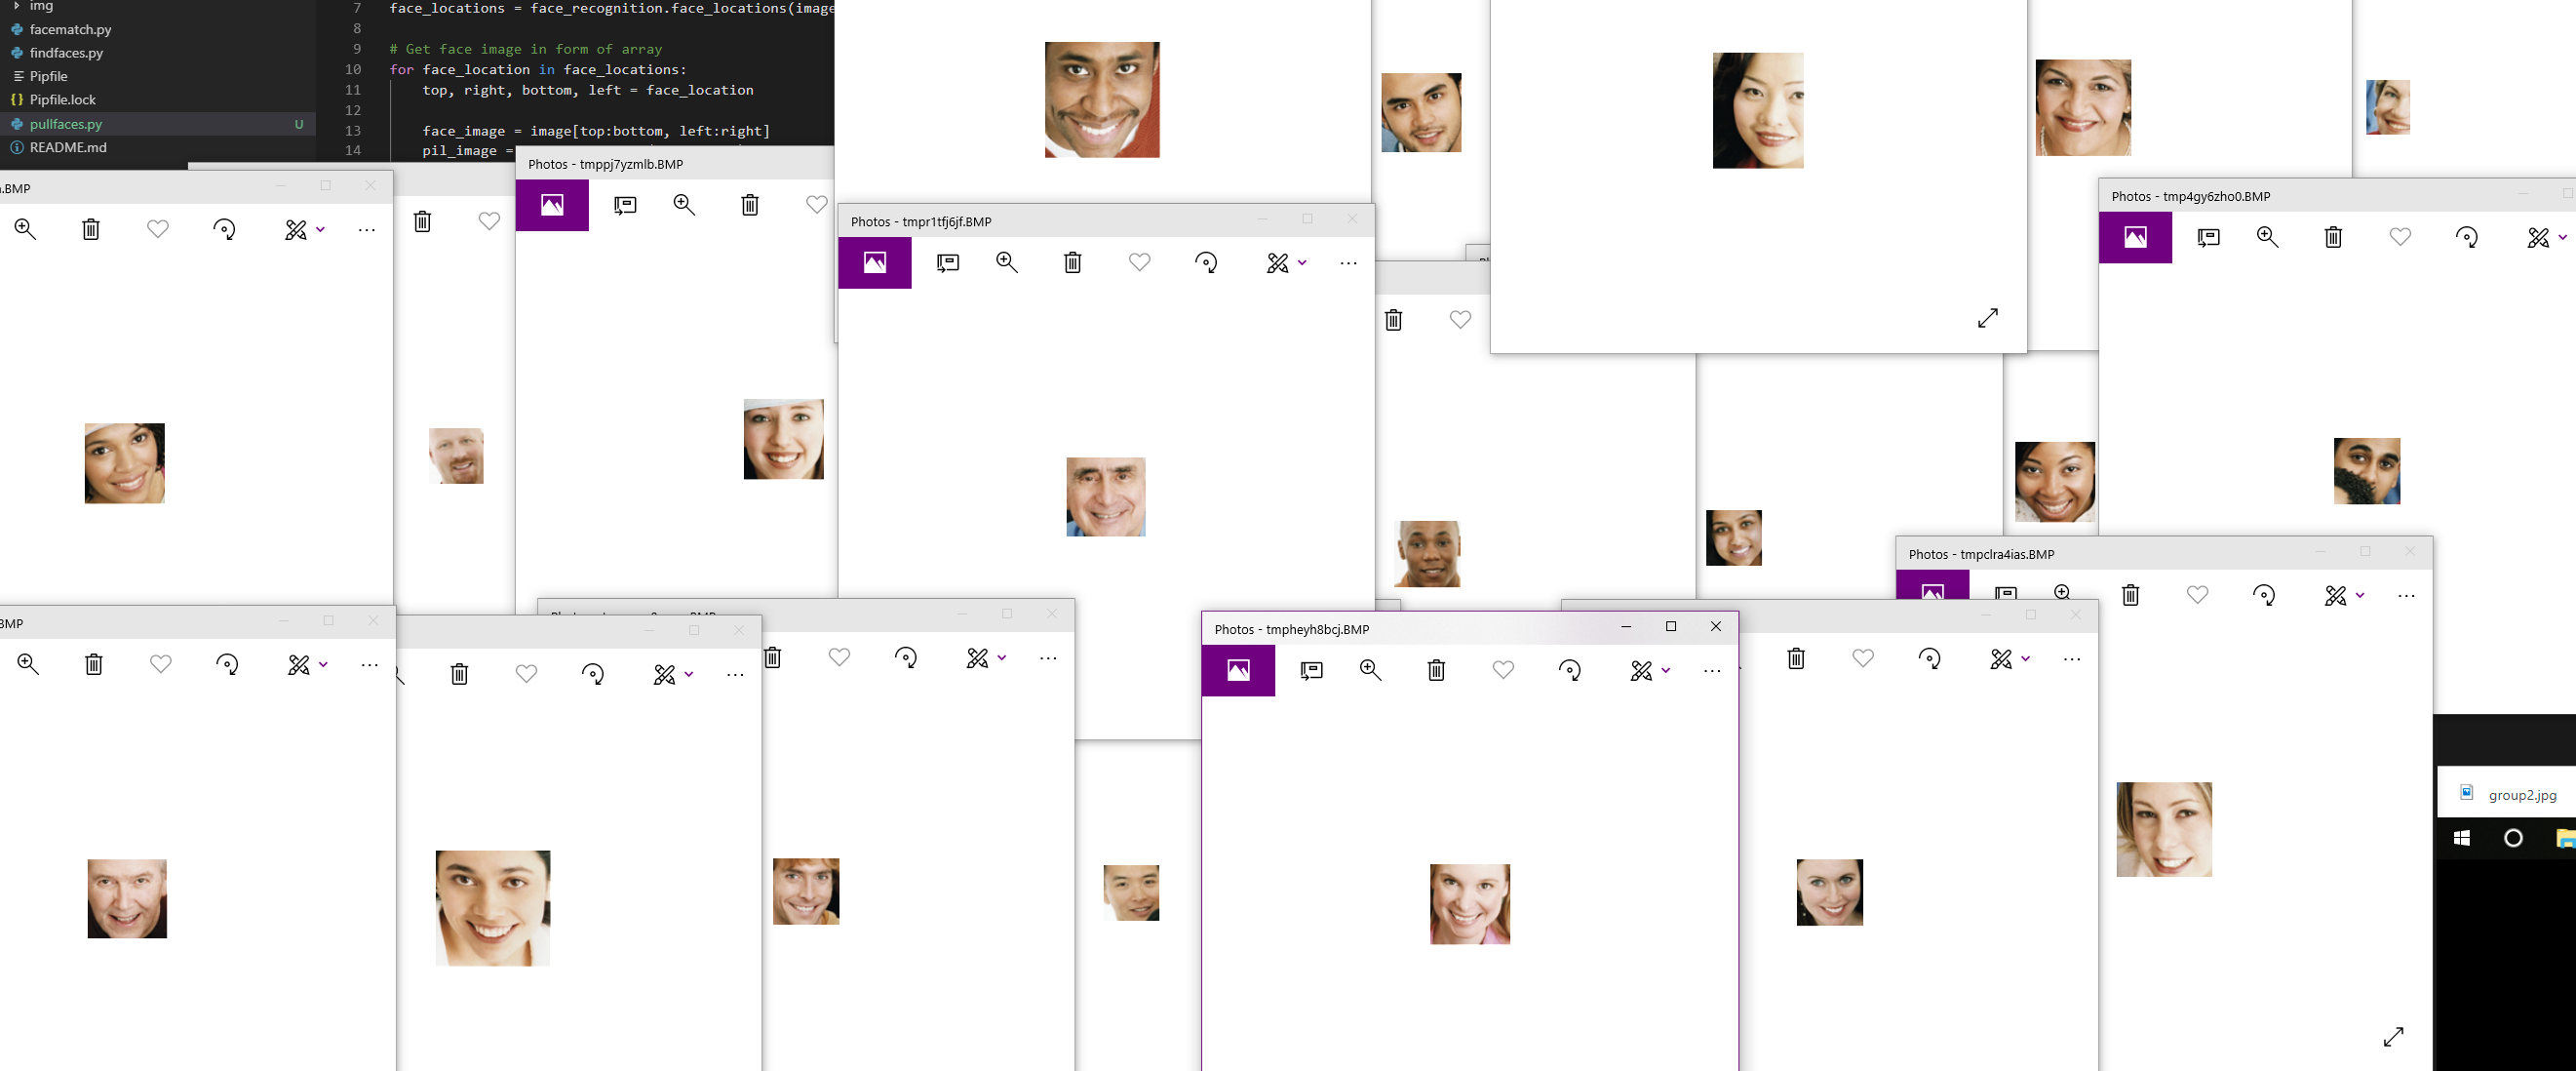 img
facematch.py
findfaces.py
Pipfile
Pipfile.lock
pullfaces.py U
README.md
7 face_locations = face_recognition.face_locations(image
8
9 # Get face image in form of array
10 for face_location in face_locations:
11 top, right, bottom, left = face_location
12
13 face_image = image[top:bottom, left:right]
14 pil_image =
.BMP
Photos - tmppj7yzmlb.BMP
Photos - tmpr1tfj6jf.BMP
Photos - tmp4gy6zho0.BMP
Photos - tmpclra4ias.BMP
BMP
Photos - tmpheyh8bcj.BMP
group2.jpg